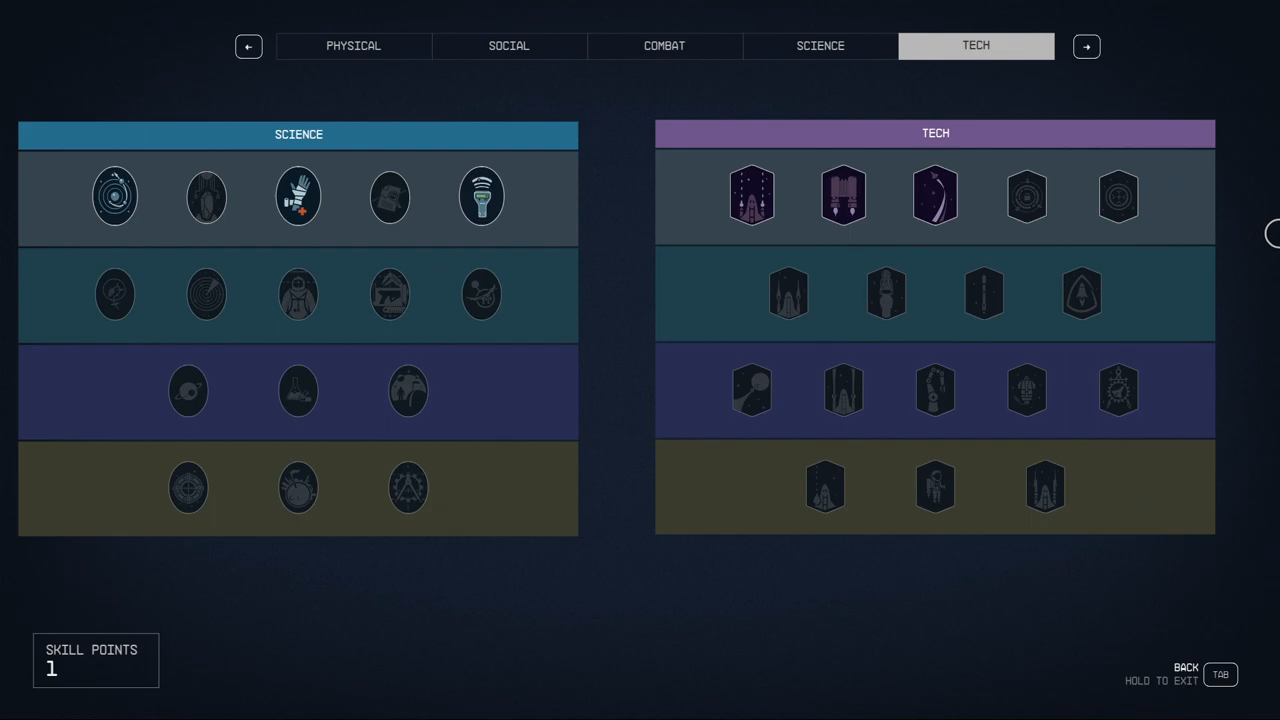 PHYSICAL
SOCIAL
COMBAT
SCIENCE
TECH
SCIENCE
TECH
SKILL POINTS
1
BACK
HOLD TO EXIT
TAB